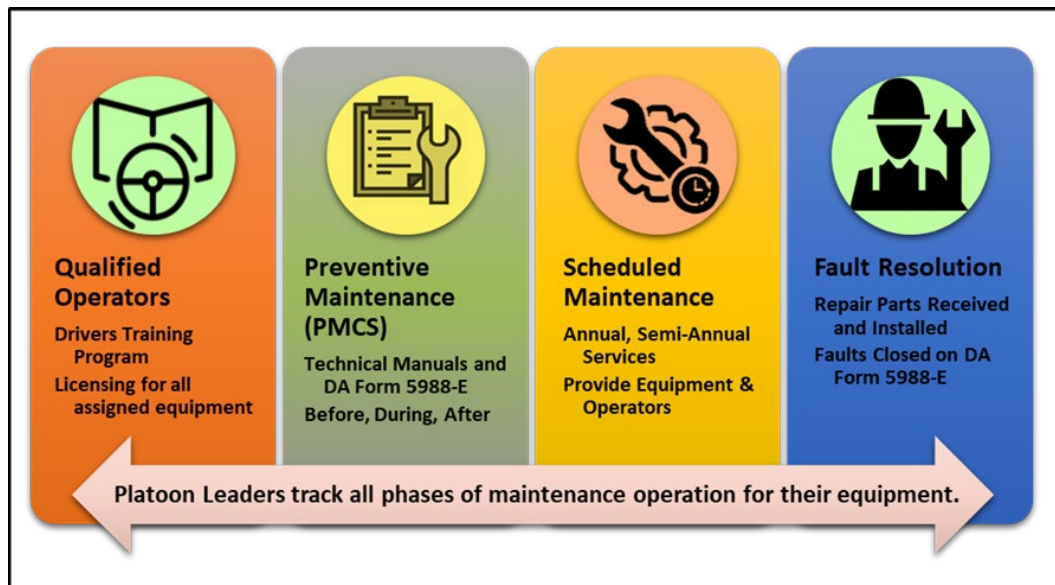 Qualified
Operators
Drivers Training
Program
Licensing for all
assigned equipment
Preventive
Maintenance
(PMCS)
Technical Manuals and
DA Form 5988-E
Before, During, After
Scheduled
Maintenance
Annual, Semi-Annual
Services
Provide Equipment &
Operators
Fault Resolution
Repair Parts Received
and Installed
Faults Closed on DA
Form 5988-E
Platoon Leaders track all phases of maintenance operation for their equipment.